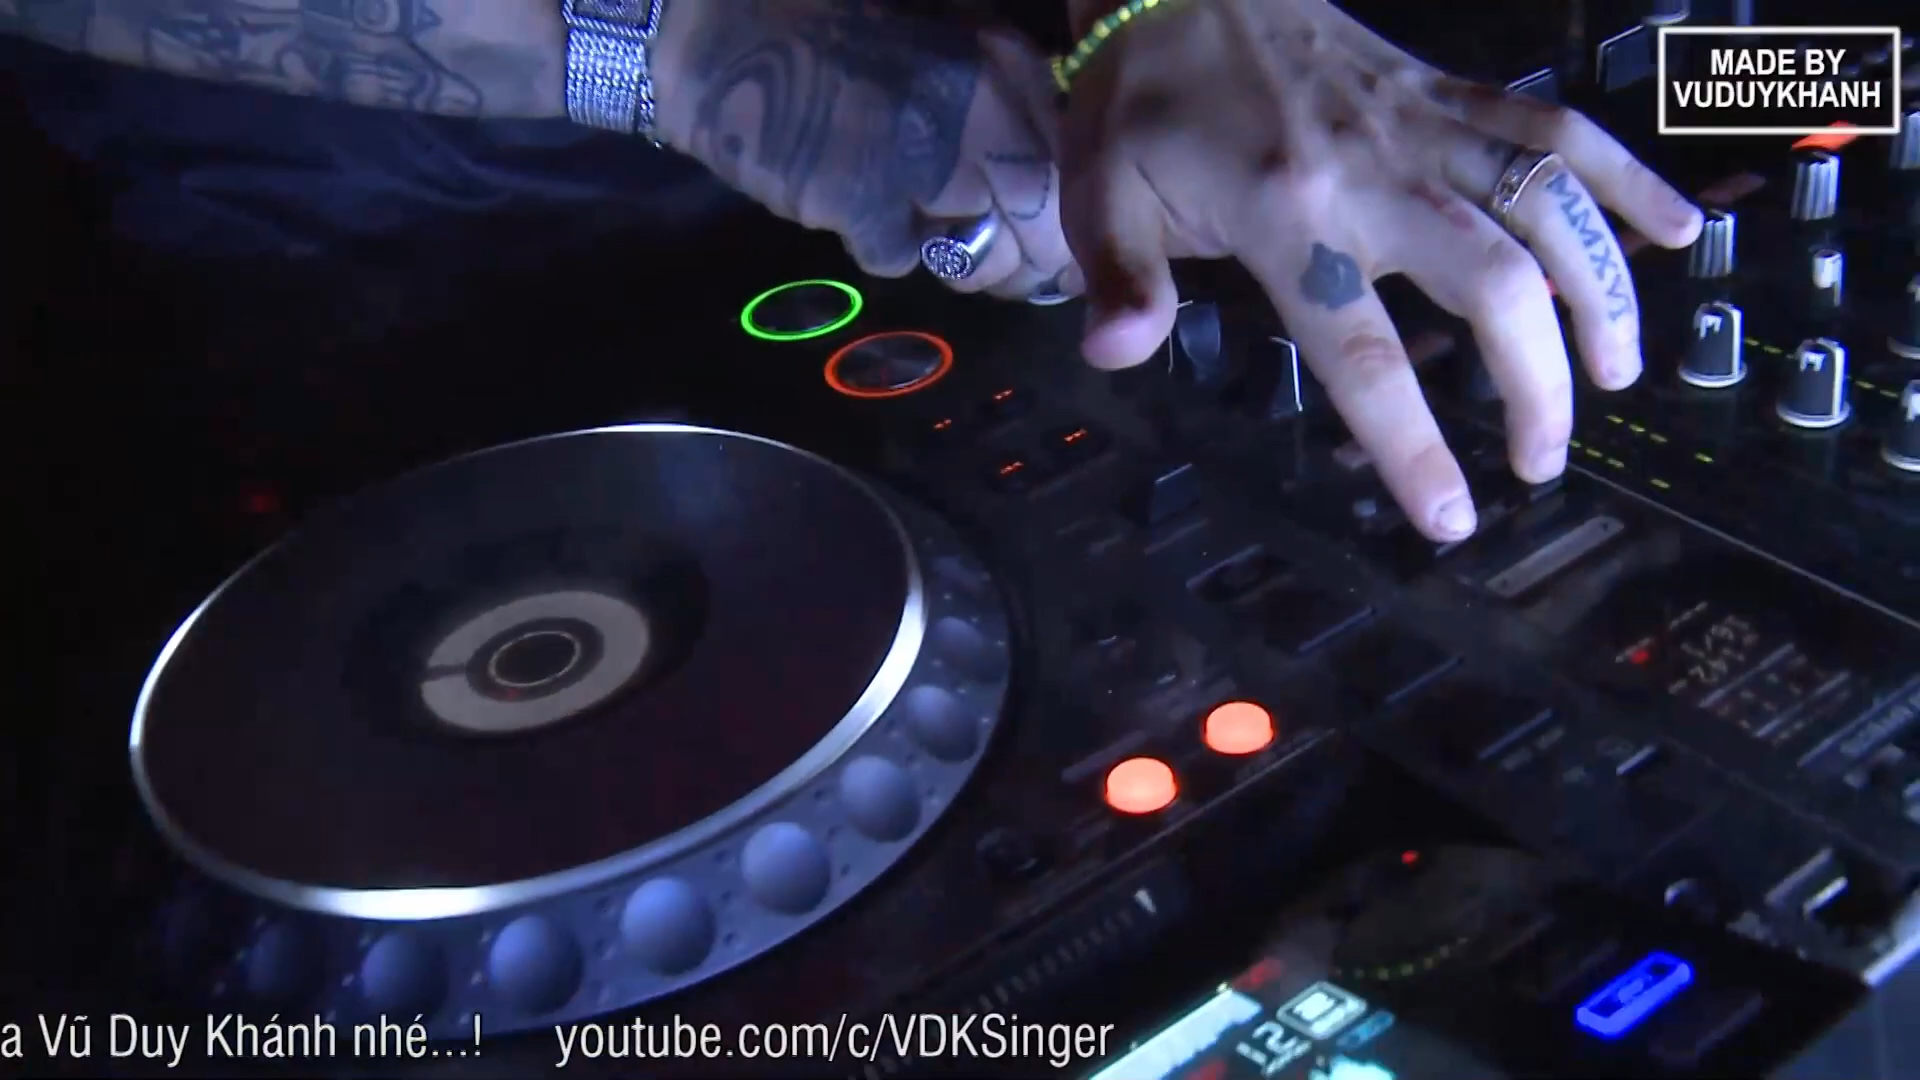 MADE BY
VUDUYKHANH
MMXVI
a Vũ Duy Khánh nhé...!
youtube.com/c/VDKSinger